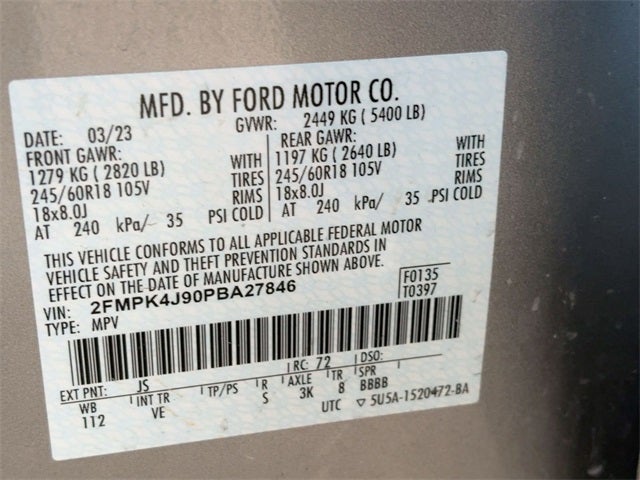 MFD. BY FORD MOTOR CO.
DATE: 03/23 GVWR: 2449 KG ( 5400 LB)
FRONT GAWR: REAR GAWR:
1279 KG ( 2820 LB) WITH 1197 KG ( 2640 LB) WITH
245/60R18 105V TIRES 245/60R18 105V TIRES
18x8.0J RIMS 18x8.0J RIMS
AT 240 kPa/ 35 PSI COLD AT 240 kPa/ 35 PSI COLD
THIS VEHICLE CONFORMS TO ALL APPLICABLE FEDERAL MOTOR
VEHICLE SAFETY AND THEFT PREVENTION STANDARDS IN
EFFECT ON THE DATE OF MANUFACTURE SHOWN ABOVE.
VIN: 2FMPK4J90PBA27846 F0135
TYPE: MPV T0397
EXT PNT: JS RC: 72 DSO:
WB INT TR TP/PS R AXLE TR SPR
112 VE S 3K 8 BBBB
UTC ▽ 5U5A-1520472-BA